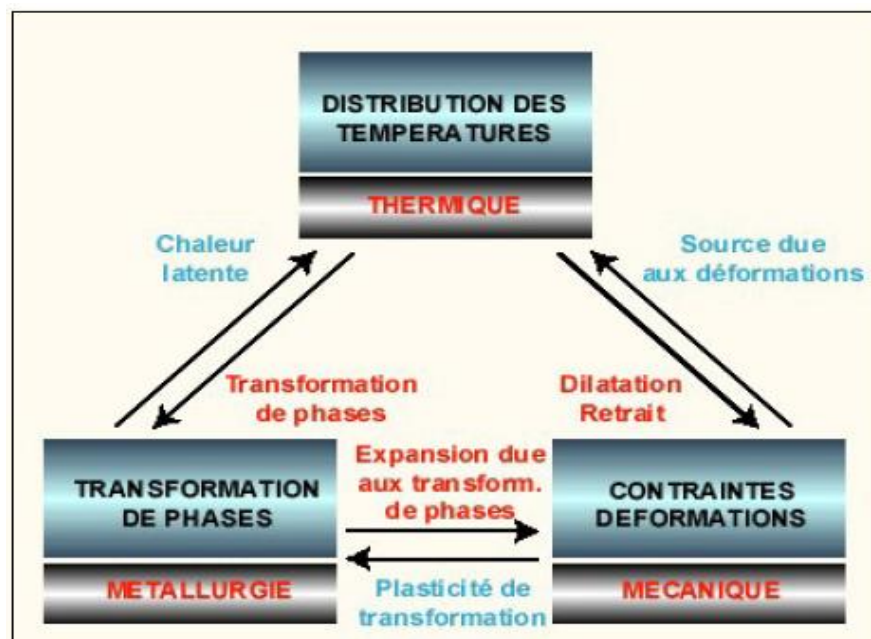 DISTRIBUTION DES
TEMPERATURES
THERMIQUE
Chaleur
latente
Source due
aux déformations
Transformation
de phases
Dilatation
Retrait
TRANSFORMATION
DE PHASES
METALLURGIE
Expansion due
aux transform.
de phases
Plasticité de
transformation
CONTRAINTES
DEFORMATIONS
MECANIQUE